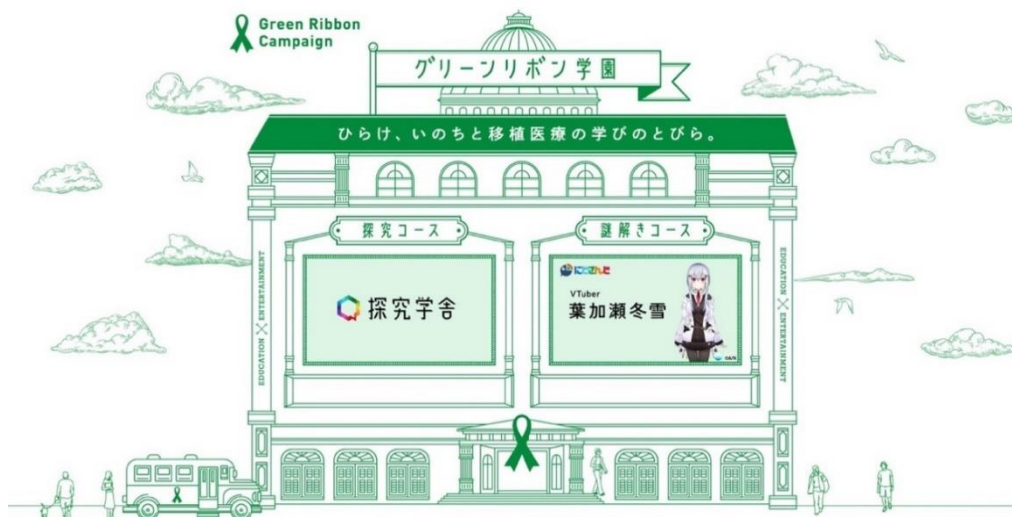 Green Ribbon
Campaign
グリーンリボン学園
ひらけ、いのちと移植医療の学びのとびら。
探究コース
謎解きコース
探究学舎
にじさんじ
VTuber
葉加瀬冬雪
EDUCATION × ENTERTAINMENT
EDUCATION × ENTERTAINMENT